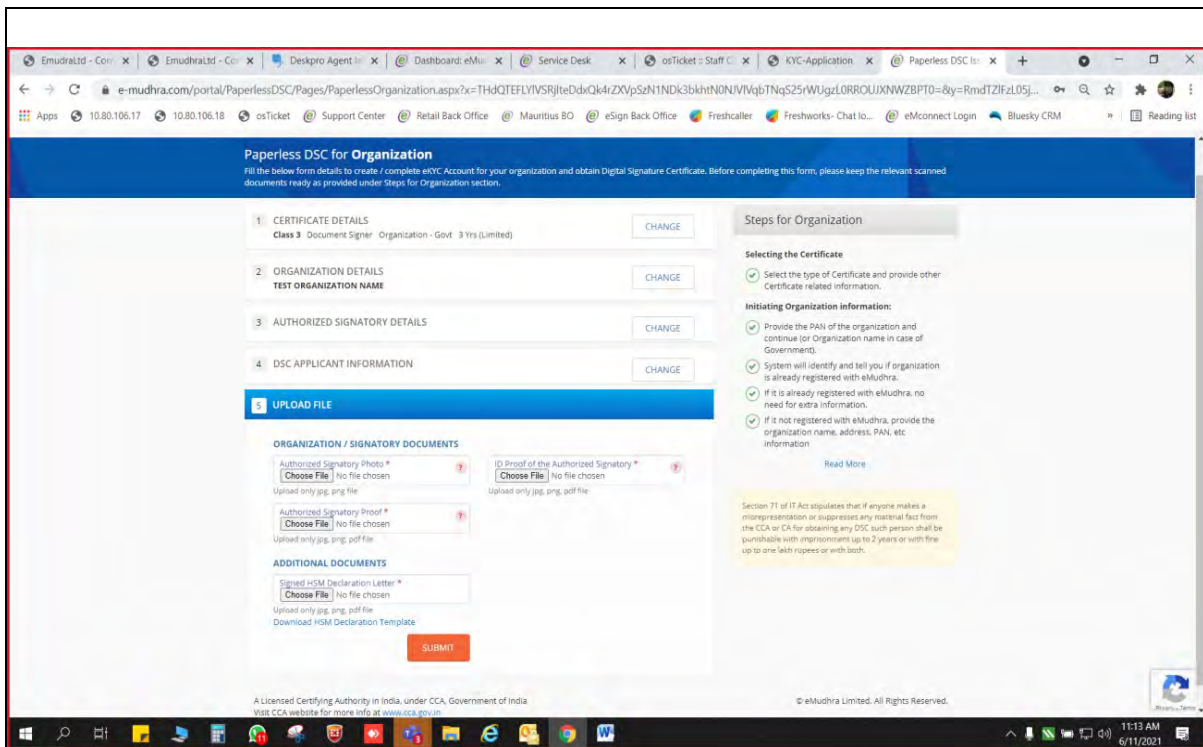 EmudraLtd - Con
EmudhraLtd - Co
Deskpro Agent In
Dashboard: eMu
Service Desk
osTicket :: Staff C
KYC-Application
Paperless DSC Is
e-mudhra.com/portal/PaperlessDSC/Pages/PaperlessOrganization.aspx?x=
Apps
10.80.106.17
10.80.106.18
osTicket
Support Center
Retail Back Office
Mauritius BO
eSign Back Office
Freshcaller
Freshworks- Chat lo...
eMconnect Login
Bluesky CRM
»
Reading list
Paperless DSC for Organization
Fill the below form details to create / complete eKYC Account for your organization and obtain Digital Signature Certificate. Before completing this form, please keep the relevant scanned
documents ready as provided under Steps for Organization section.
1 CERTIFICATE DETAILS
Class 3 Document Signer Organization - Govt 3 Yrs (Limited)
CHANGE
2 ORGANIZATION DETAILS
TEST ORGANIZATION NAME
CHANGE
3 AUTHORIZED SIGNATORY DETAILS
CHANGE
4 DSC APPLICANT INFORMATION
CHANGE
5 UPLOAD FILE
ORGANIZATION / SIGNATORY DOCUMENTS
Authorized Signatory Photo *
?
Choose File No file chosen
Upload only jpg, png file
ID Proof of the Authorized Signatory *
?
Choose File No file chosen
Upload only jpg, png, pdf file
Authorized Signatory Proof *
?
Choose File No file chosen
Upload only jpg, png, pdf file
ADDITIONAL DOCUMENTS
Signed HSM Declaration Letter *
Choose File No file chosen
Upload only jpg, png, pdf file
Download HSM Declaration Template
SUBMIT
Steps for Organization
Selecting the Certificate
Select the type of Certificate and provide other
Certificate related information.
Initiating Organization information:
Provide the PAN of the organization and
continue (or Organization name in case of
Government).
System will identify and tell you if organization
is already registered with eMudhra.
If it is already registered with eMudhra, no
need for extra information.
If it not registered with eMudhra, provide the
organization name, address, PAN, etc
information
Read More
Section 71 of IT Act stipulates that if anyone makes a
misrepresentation or suppresses any material fact from
the CCA or CA for obtaining any DSC such person shall be
punishable with imprisonment up to 2 years or with fine
up to one lakh rupees or with both.
A Licensed Certifying Authority in India, under CCA, Government of India
Visit CCA website for more info at www.cca.gov.in
© eMudhra Limited. All Rights Reserved.
Privacy - Terms
11:13 AM
6/11/2021